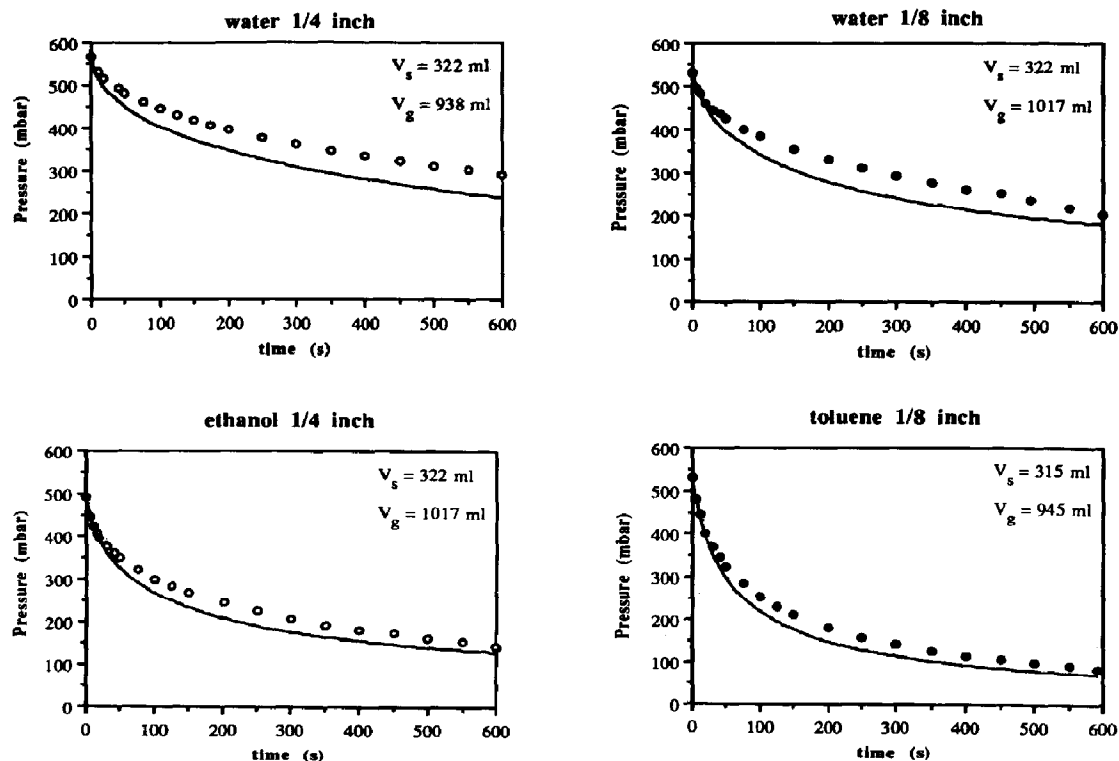 water 1/4 inch
600
500
400
300
200
100
0
Pressure (mbar)
V_s = 322 ml
V_g = 938 ml
0 100 200 300 400 500 600
time (s)
water 1/8 inch
600
500
400
300
200
100
0
Pressure (mbar)
V_s = 322 ml
V_g = 1017 ml
0 100 200 300 400 500 600
time (s)
ethanol 1/4 inch
600
500
400
300
200
100
0
Pressure (mbar)
V_s = 322 ml
V_g = 1017 ml
0 100 200 300 400 500 600
time (s)
toluene 1/8 inch
600
500
400
300
200
100
0
Pressure (mbar)
V_s = 315 ml
V_g = 945 ml
0 100 200 300 400 500 600
time (s)